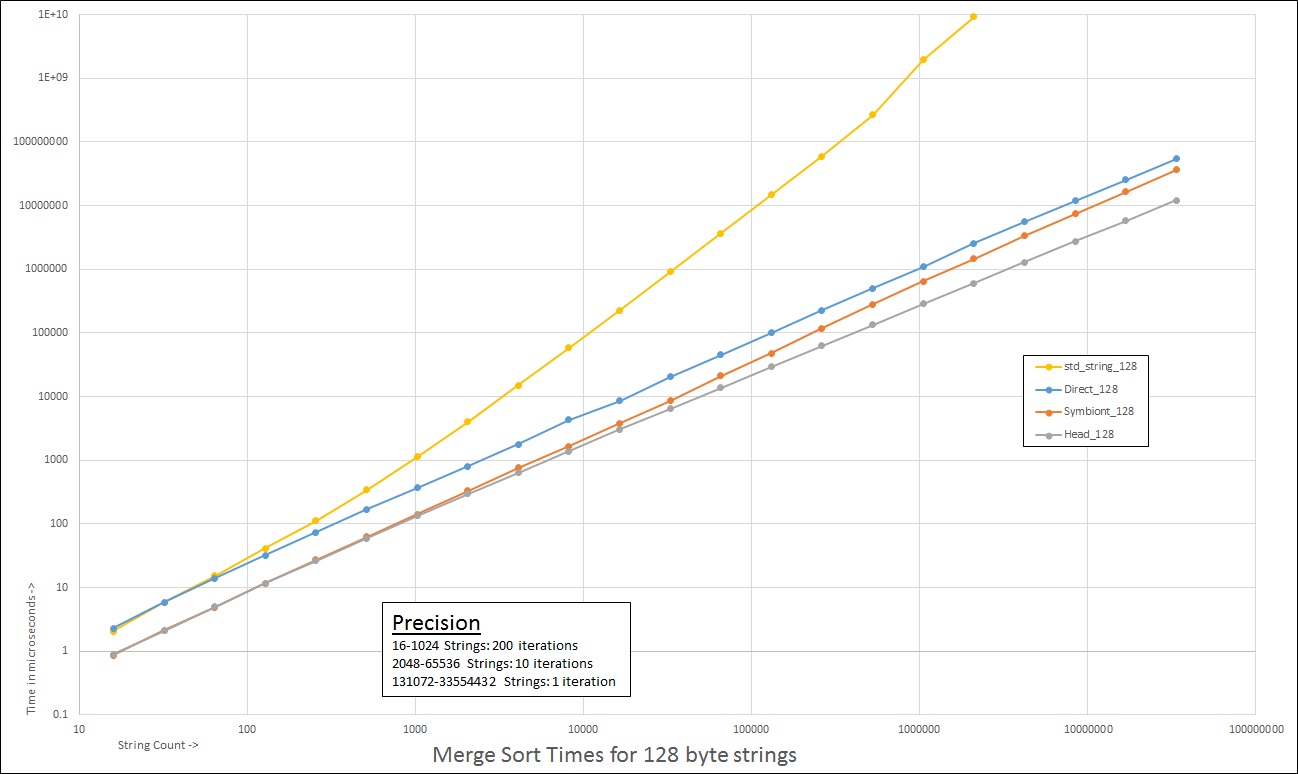 1E+10
1E+09
100000000
10000000
1000000
100000
10000
1000
100
10
1
0.1
Time in microseconds ->
10 100 1000 10000 100000 1000000 10000000 100000000
String Count ->
Merge Sort Times for 128 byte strings
std_string_128
Direct_128
Symbiont_128
Head_128
Precision
16-1024 Strings: 200 iterations
2048-65536 Strings: 10 iterations
131072-33554432 Strings: 1 iteration